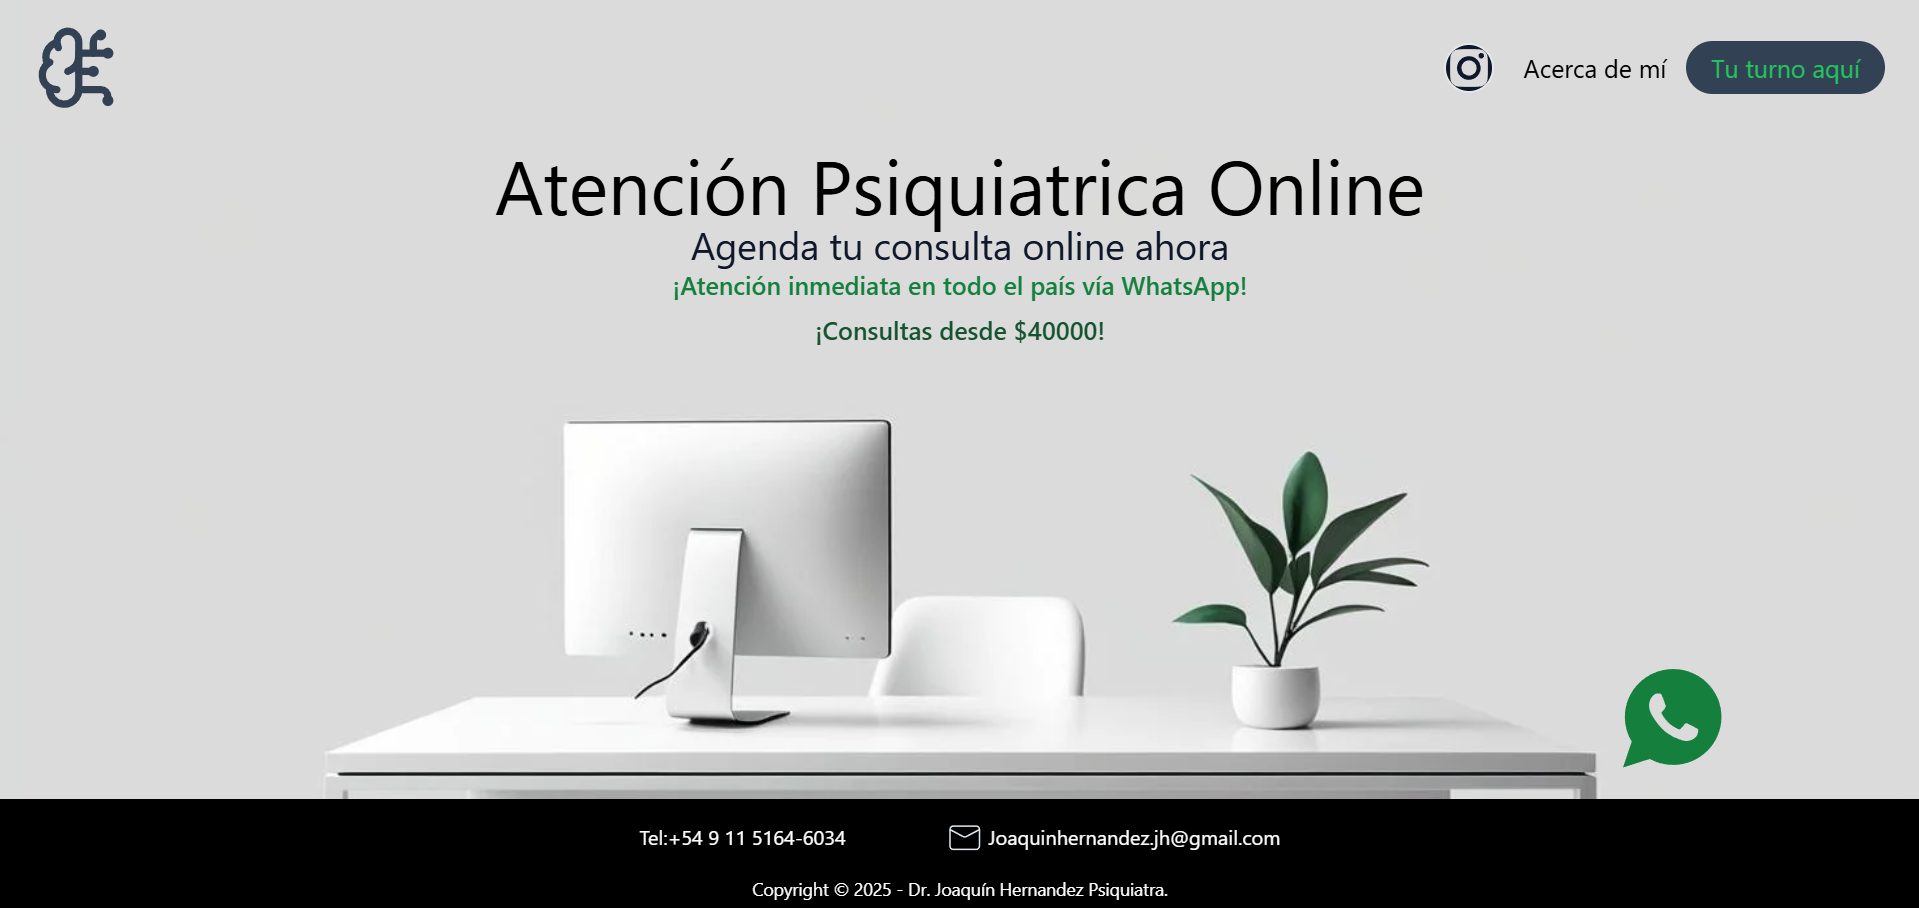 Acerca de mí
Tu turno aquí
Atención Psiquiatrica Online
Agenda tu consulta online ahora
¡Atención inmediata en todo el país vía WhatsApp!
¡Consultas desde $40000!
Tel:+54 9 11 5164-6034
Joaquinhernandez.jh@gmail.com
Copyright © 2025 - Dr. Joaquín Hernandez Psiquiatra.